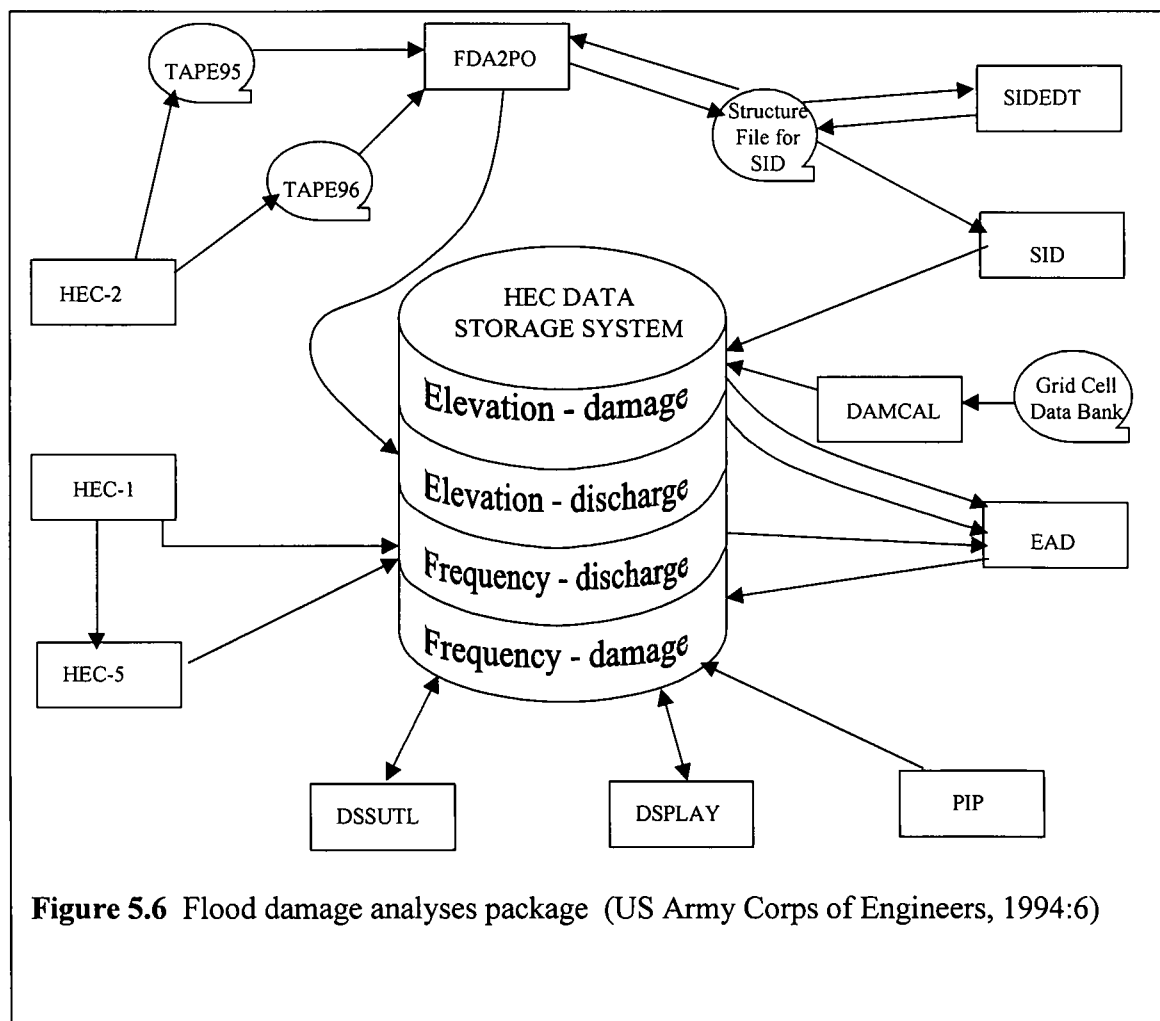 TAPE95
FDA2PO
SIDEDT
Structure
File for
SID
TAPE96
HEC-2
SID
HEC DATA
STORAGE SYSTEM
Elevation - damage
DAMCAL
Grid Cell
Data Bank
HEC-1
Elevation - discharge
EAD
Frequency - discharge
HEC-5
Frequency - damage
DSSUTL
DSPLAY
PIP
Figure 5.6 Flood damage analyses package (US Army Corps of Engineers, 1994:6)